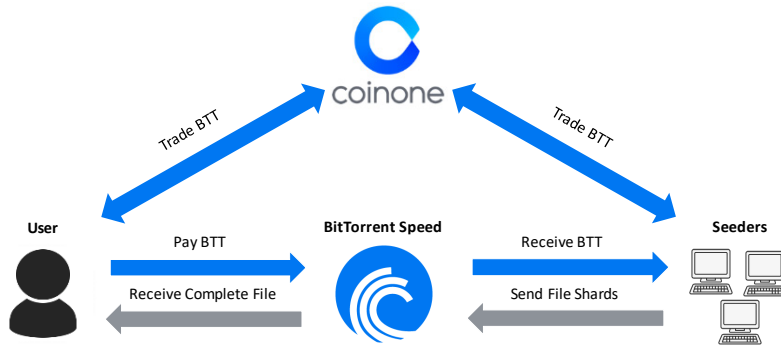 coinone
Trade BTT
Trade BTT
User
BitTorrent Speed
Seeders
Pay BTT
Receive BTT
Receive Complete File
Send File Shards